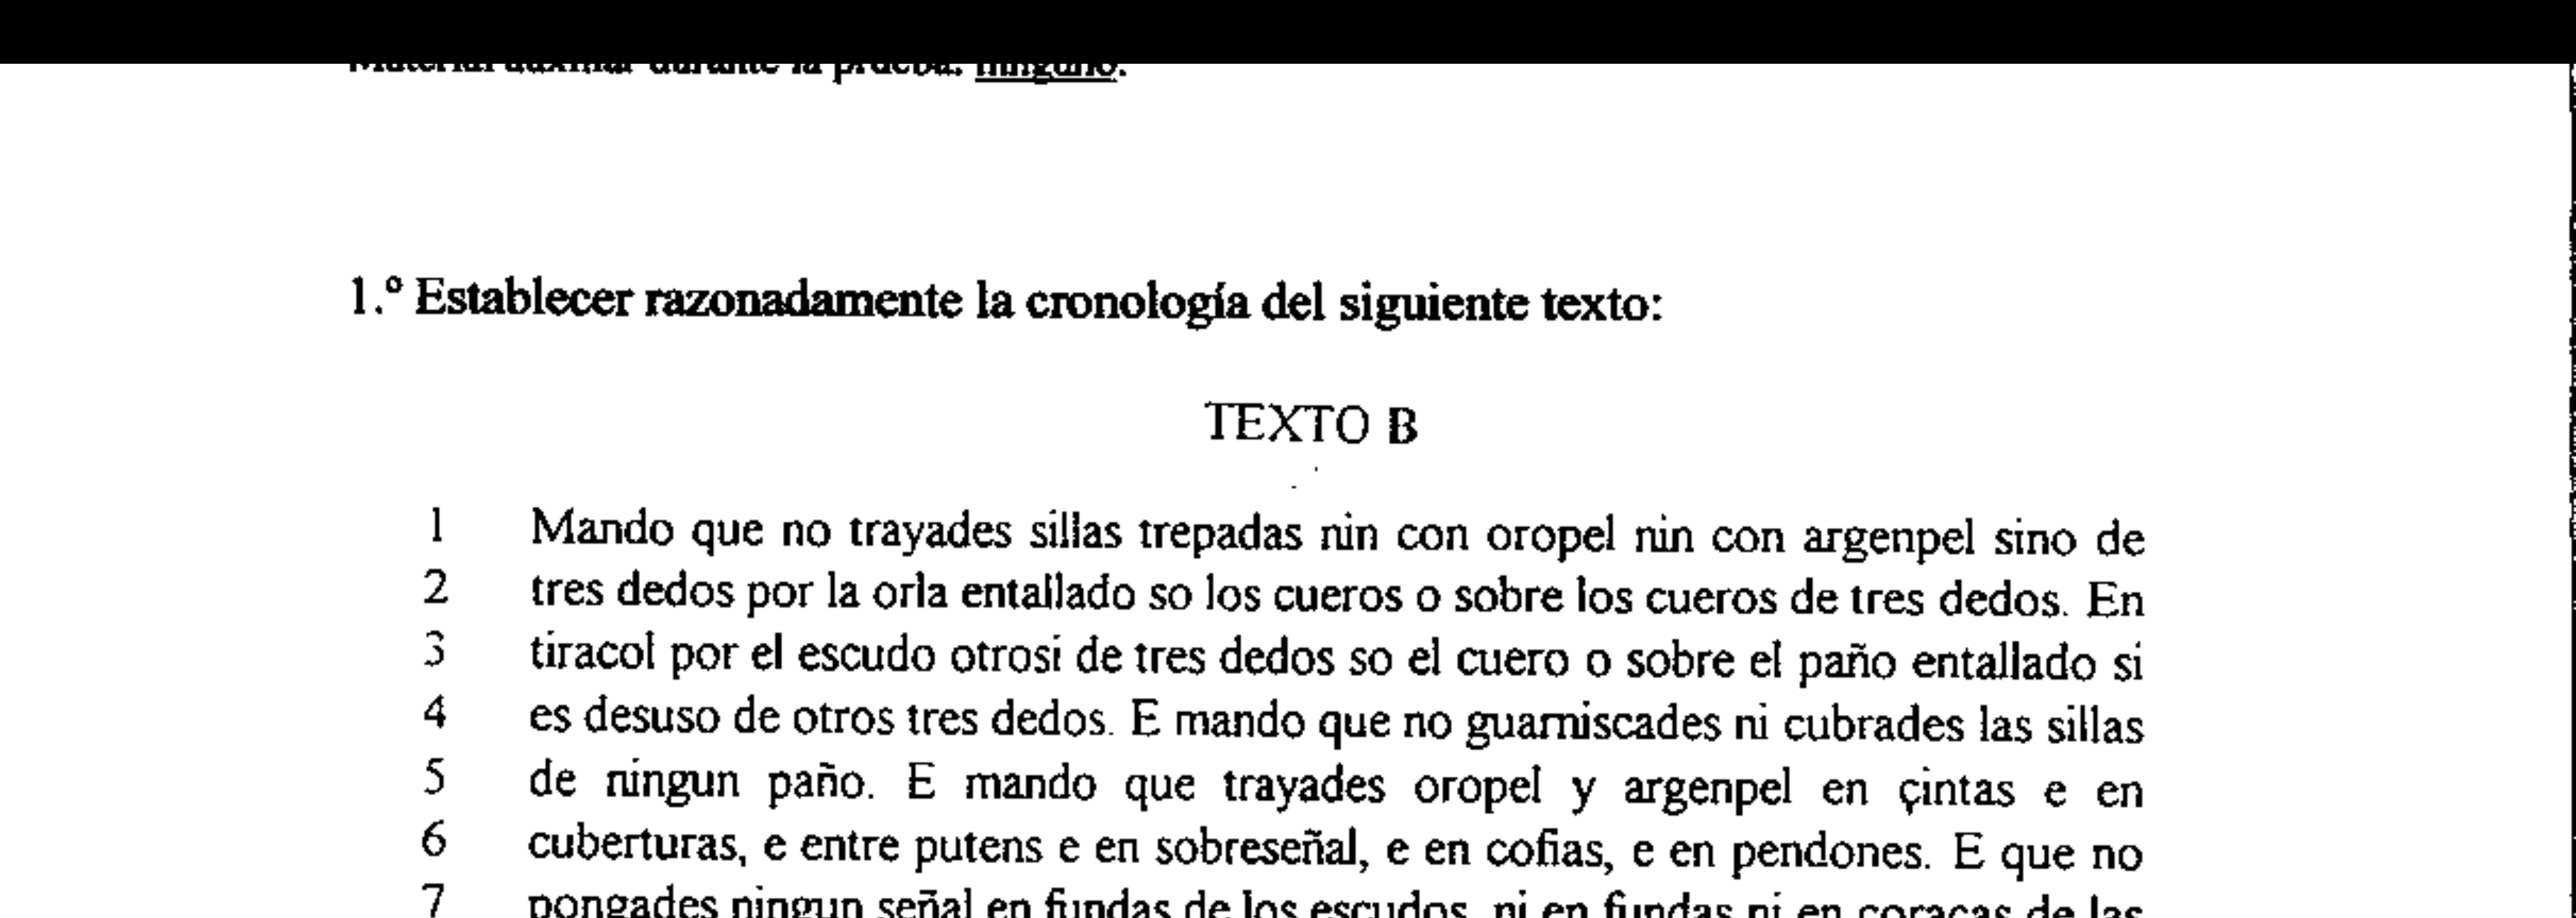 Material auxiliar durante la prueba: ninguno.
1.º Establecer razonadamente la cronología del siguiente texto:
TEXTO B
1 Mando que no trayades sillas trepadas nin con oropel nin con argenpel sino de
2 tres dedos por la orla entallado so los cueros o sobre los cueros de tres dedos. En
3 tiracol por el escudo otrosi de tres dedos so el cuero o sobre el paño entallado si
4 es desuso de otros tres dedos. E mando que no guarniscades ni cubrades las sillas
5 de ningun paño. E mando que trayades oropel y argenpel en çintas e en
6 cuberturas, e entre putens e en sobreseñal, e en cofias, e en pendones. E que no
7 pongades ningun señal en fundas de los escudos, ni en fundas ni en coraças de las